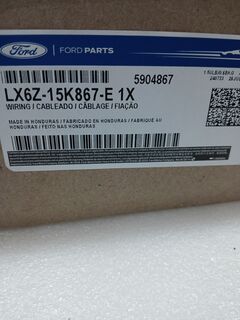 Ford
FORD PARTS
5904867
LX6Z-15K867-E 1X
WIRING / CABLEADO / CÂBLAGE / FIAÇÃO
MADE IN HONDURAS / FABRICADO EN HONDURAS / FABRIQUÉ AU
HONDURAS / FEITO NAS HONDURAS